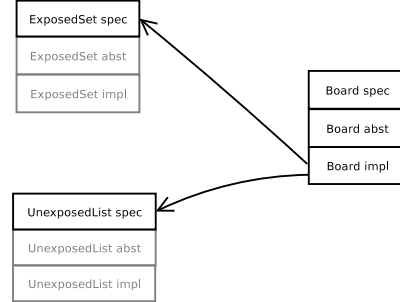 ExposedSet spec
ExposedSet abst
ExposedSet impl
Board spec
Board abst
Board impl
UnexposedList spec
UnexposedList abst
UnexposedList impl